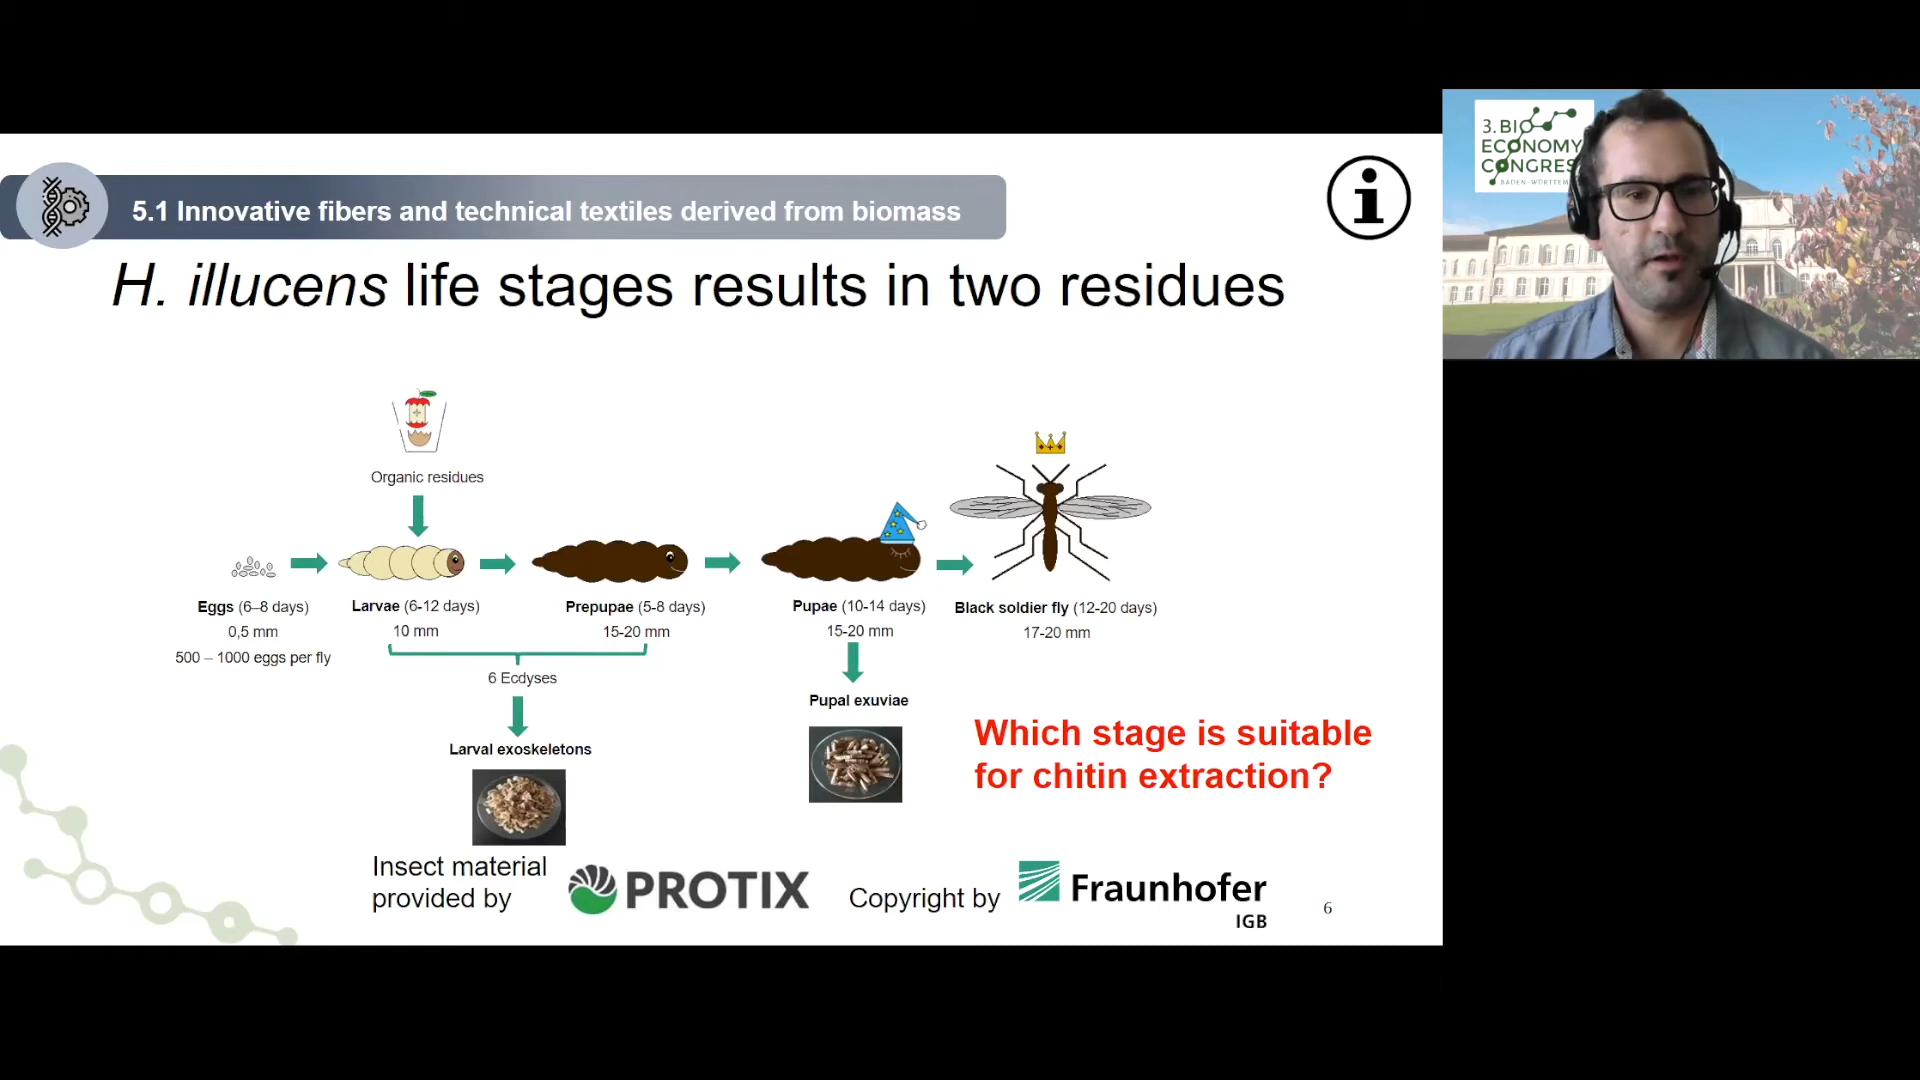 5.1 Innovative fibers and technical textiles derived from biomass
H. illucens life stages results in two residues
Organic residues
Eggs (6–8 days)
0,5 mm
500 – 1000 eggs per fly
Larvae (6-12 days)
10 mm
Prepupae (5-8 days)
15-20 mm
Pupae (10-14 days)
15-20 mm
Black soldier fly (12-20 days)
17-20 mm
6 Ecdyses
Larval exoskeletons
Pupal exuviae
Which stage is suitable
for chitin extraction?
Insect material
provided by
PROTIX
Copyright by
Fraunhofer
IGB
6
3. BIO
ECONOMY
CONGRES
BADEN-WÜRTTEM